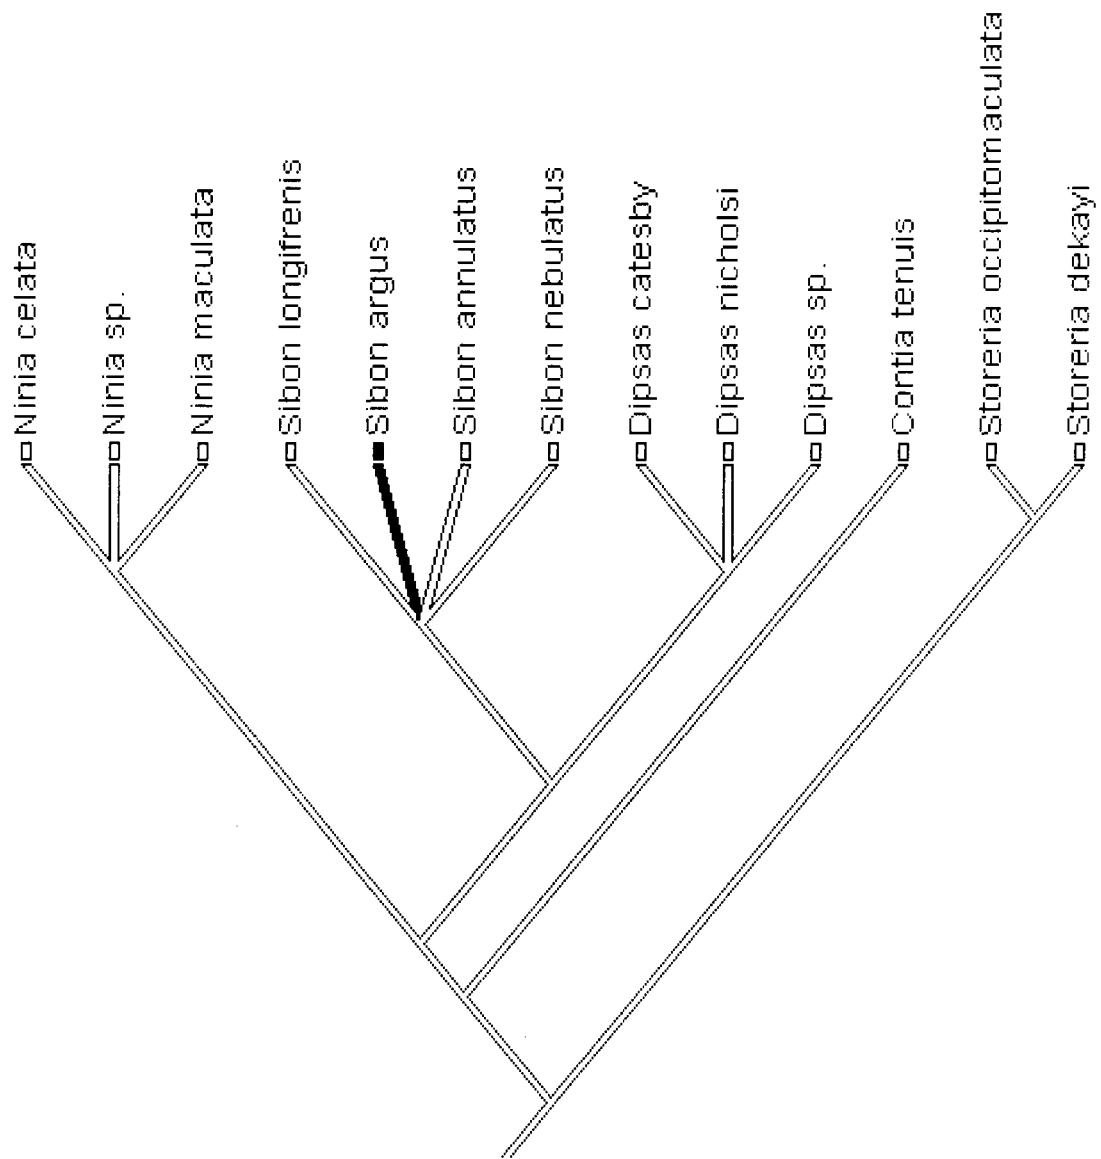 Ninia celata
Ninia sp.
Ninia maculata
Sibon longifrenis
Sibon argus
Sibon annulatus
Sibon nebulatus
Dipsas catesby
Dipsas nicholsi
Dipsas sp.
Contia tenuis
Storeria occipitomaculata
Storeria dekayi